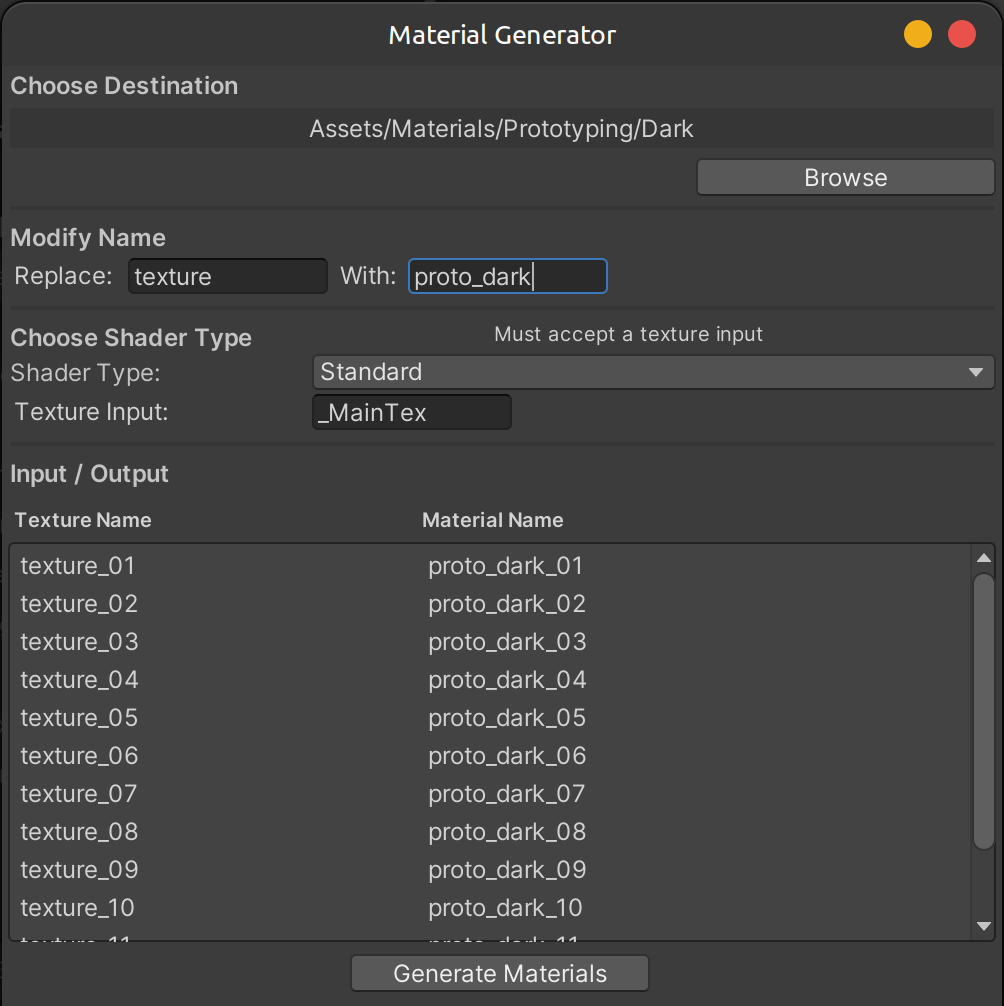 Material Generator
Choose Destination
Assets/Materials/Prototyping/Dark
Browse
Modify Name
Replace: texture With: proto_dark
Choose Shader Type Must accept a texture input
Shader Type: Standard
Texture Input: _MainTex
Input / Output
Texture Name Material Name
texture_01 proto_dark_01
texture_02 proto_dark_02
texture_03 proto_dark_03
texture_04 proto_dark_04
texture_05 proto_dark_05
texture_06 proto_dark_06
texture_07 proto_dark_07
texture_08 proto_dark_08
texture_09 proto_dark_09
texture_10 proto_dark_10
texture_11 proto_dark_11
Generate Materials